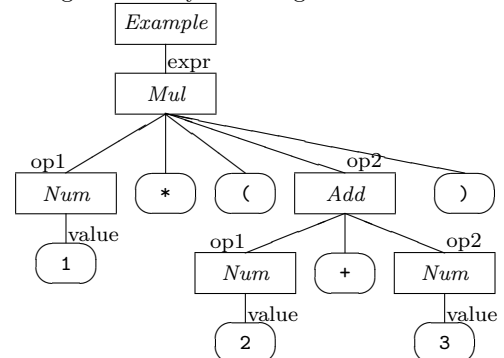 Example
expr
Mul
op1 op2
Num * ( Add )
value
op1 op2
1 Num + Num
value value
2 3